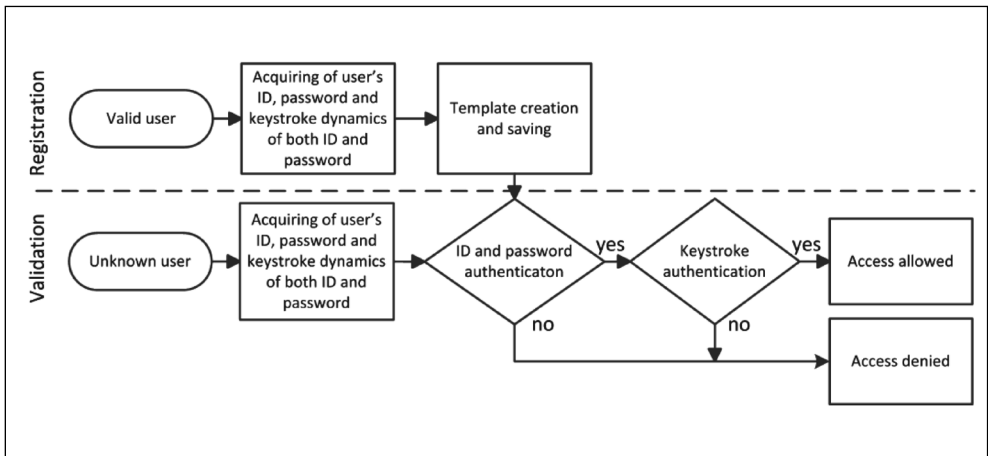 Registration
Valid user
Acquiring of user's
ID, password and
keystroke dynamics
of both ID and
password
Template creation
and saving
Validation
Unknown user
Acquiring of user's
ID, password and
keystroke dynamics
of both ID and
password
ID and password
authenticaton
yes
no
Keystroke
authentication
yes
no
Access allowed
Access denied